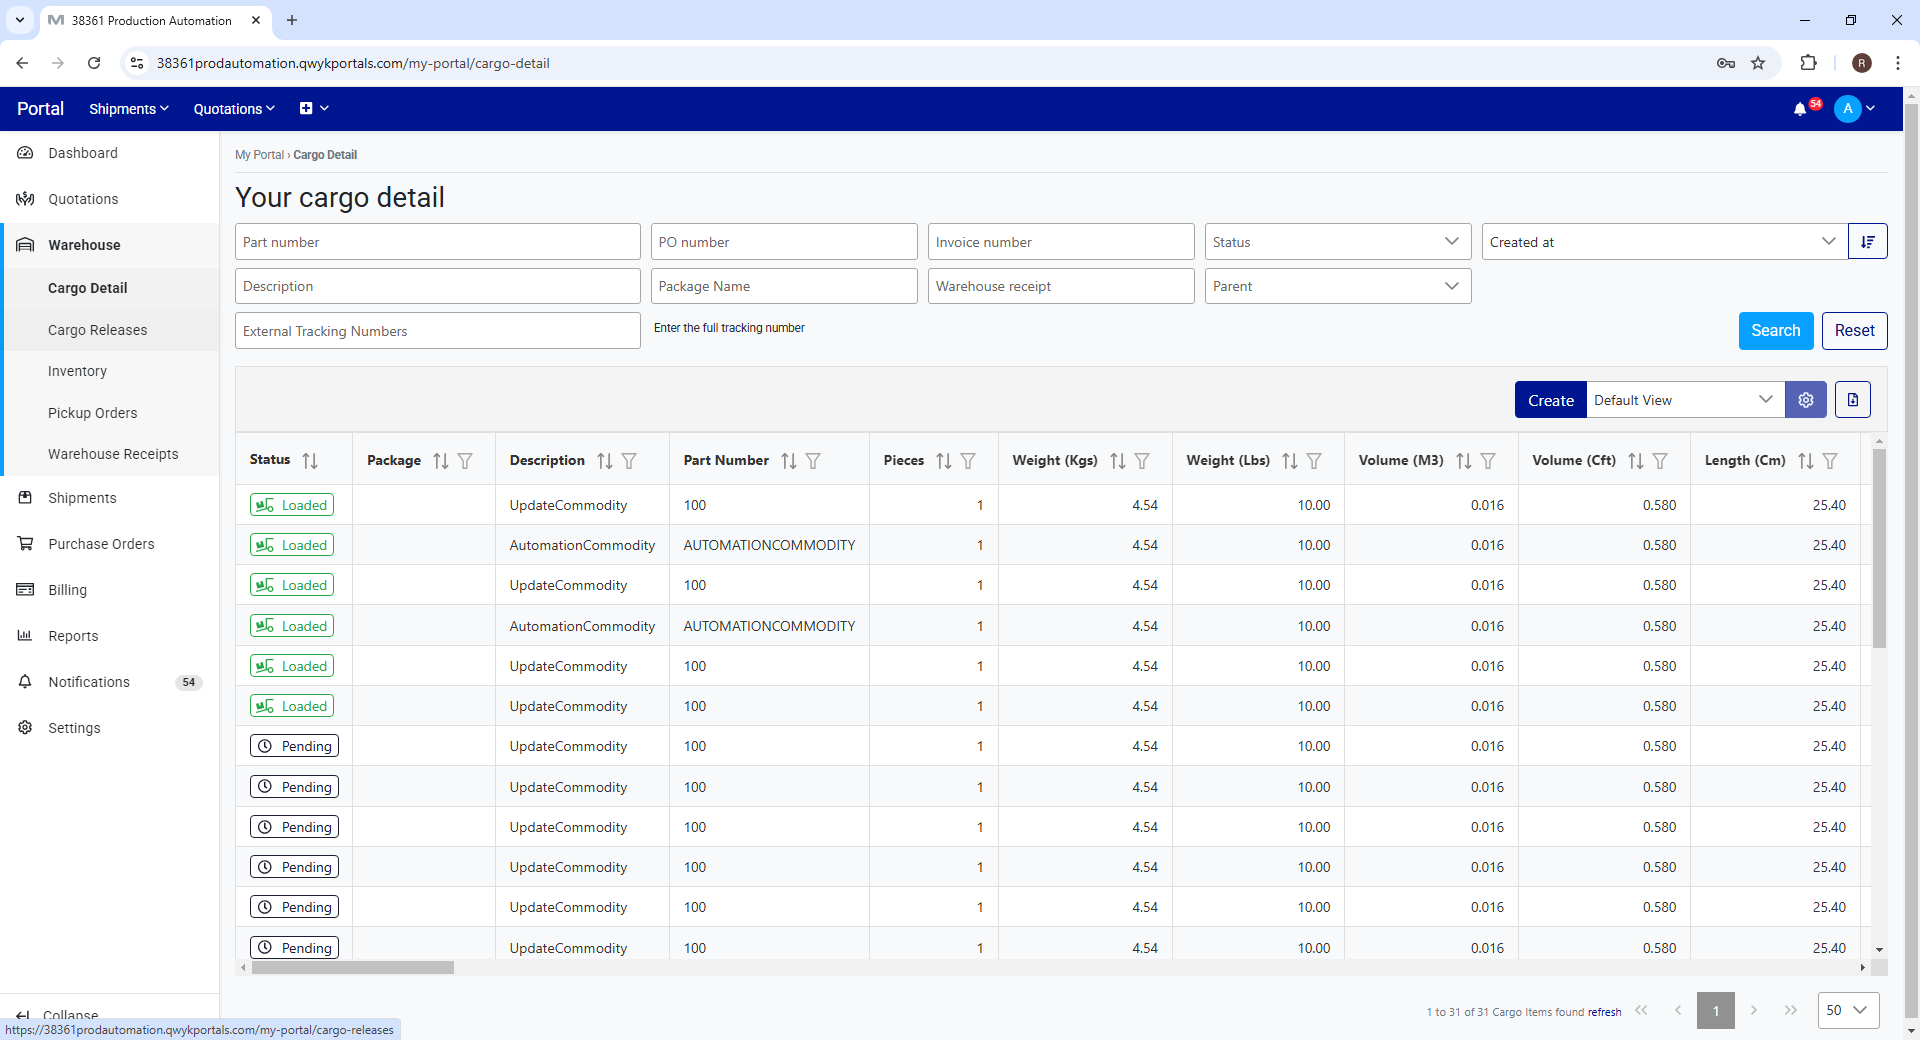 38361 Production Automation
38361prodautomation.qwykportals.com/my-portal/cargo-detail
R
Portal
Shipments
Quotations
54
A
Dashboard
Quotations
Warehouse
Cargo Detail
Cargo Releases
Inventory
Pickup Orders
Warehouse Receipts
Shipments
Purchase Orders
Billing
Reports
Notifications 54
Settings
Collapse
https://38361prodautomation.qwykportals.com/my-portal/cargo-releases
My Portal › Cargo Detail
Your cargo detail
Part number PO number Invoice number Status Created at
Description Package Name Warehouse receipt Parent
External Tracking Numbers Enter the full tracking number Search Reset
Create Default View
Status Package Description Part Number Pieces Weight (Kgs) Weight (Lbs) Volume (M3) Volume (Cft) Length (Cm)
Loaded UpdateCommodity 100 1 4.54 10.00 0.016 0.580 25.40
Loaded AutomationCommodity AUTOMATIONCOMMODITY 1 4.54 10.00 0.016 0.580 25.40
Loaded UpdateCommodity 100 1 4.54 10.00 0.016 0.580 25.40
Loaded AutomationCommodity AUTOMATIONCOMMODITY 1 4.54 10.00 0.016 0.580 25.40
Loaded UpdateCommodity 100 1 4.54 10.00 0.016 0.580 25.40
Loaded UpdateCommodity 100 1 4.54 10.00 0.016 0.580 25.40
Pending UpdateCommodity 100 1 4.54 10.00 0.016 0.580 25.40
Pending UpdateCommodity 100 1 4.54 10.00 0.016 0.580 25.40
Pending UpdateCommodity 100 1 4.54 10.00 0.016 0.580 25.40
Pending UpdateCommodity 100 1 4.54 10.00 0.016 0.580 25.40
Pending UpdateCommodity 100 1 4.54 10.00 0.016 0.580 25.40
Pending UpdateCommodity 100 1 4.54 10.00 0.016 0.580 25.40
1 to 31 of 31 Cargo Items found refresh 1 50